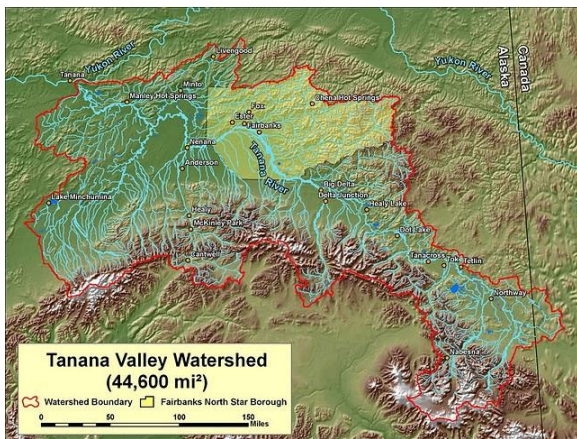 Livengood
Yukon River
Tanana
Minto
Manley Hot Springs
Chena Hot Springs
Fox
Ester
Fairbanks
Yukon River
Alaska
Canada
Nenana
Anderson
Tanana River
Big Delta
Delta Junction
Lake Minchumina
Healy
Healy Lake
McKinley Park
Dot Lake
Cantwell
Tanacross
Tok
Tetlin
Northway
Nabesna
Tanana Valley Watershed
(44,600 mi²)
Watershed Boundary
Fairbanks North Star Borough
0
50
100
150
Miles